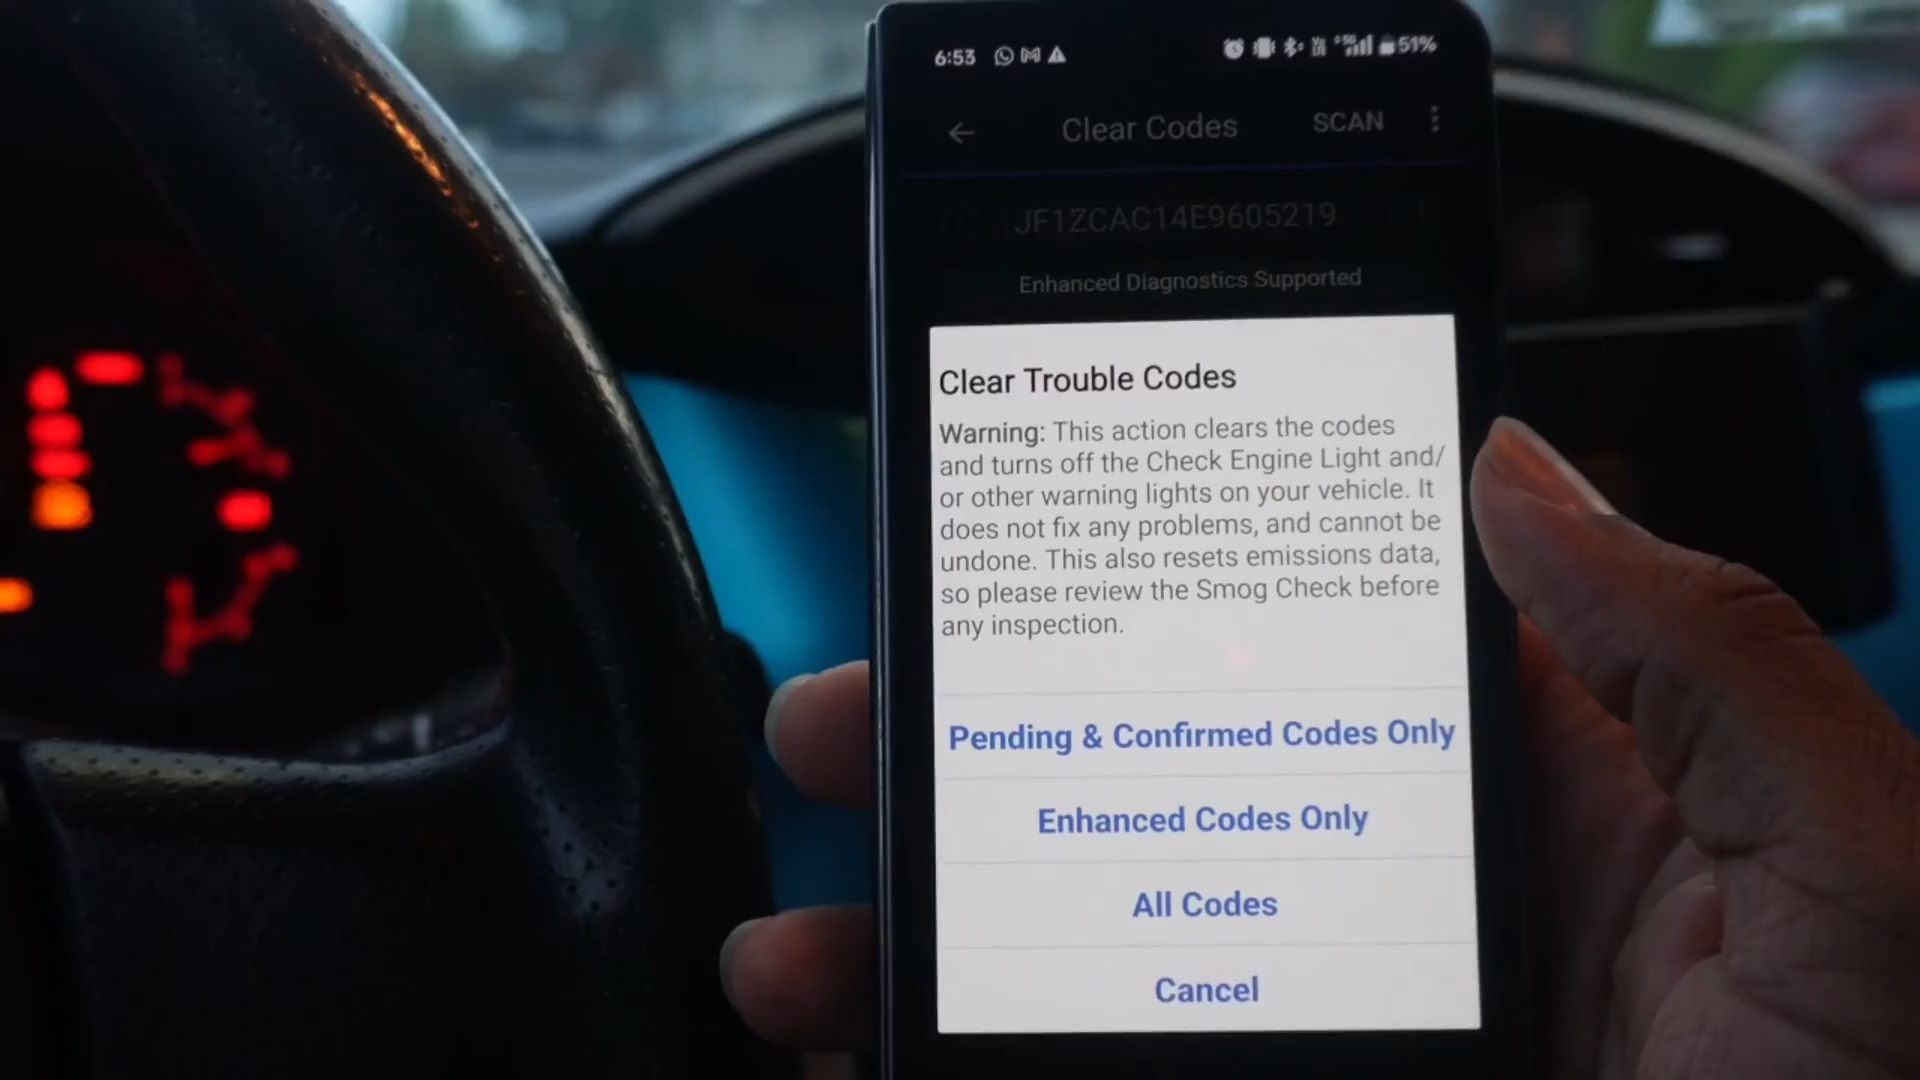 6:53 51%
Clear Codes SCAN
JF1ZCAC14E9605219
Enhanced Diagnostics Supported
Clear Trouble Codes
Warning: This action clears the codes
and turns off the Check Engine Light and/
or other warning lights on your vehicle. It
does not fix any problems, and cannot be
undone. This also resets emissions data,
so please review the Smog Check before
any inspection.
Pending & Confirmed Codes Only
Enhanced Codes Only
All Codes
Cancel